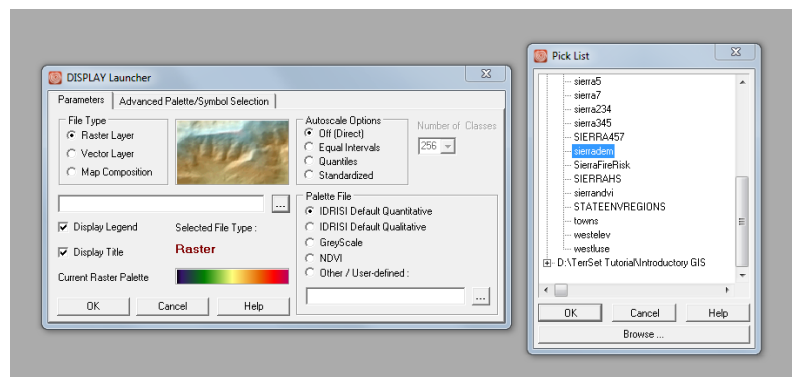 DISPLAY Launcher
Parameters
Advanced Palette/Symbol Selection
File Type
Raster Layer
Vector Layer
Map Composition
Autoscale Options
Off (Direct)
Equal Intervals
Quantiles
Standardized
Number of Classes
256
...
Display Legend
Selected File Type :
Display Title
Raster
Current Raster Palette
OK
Cancel
Help
Palette File
IDRISI Default Quantitative
IDRISI Default Qualitative
GreyScale
NDVI
Other / User-defined :
...
Pick List
sierra5
sierra7
sierra234
sierra345
SIERRA457
sierradem
SierraFireRisk
SIERRAHS
sierrandvi
STATEENVREGIONS
towns
westelev
westluse
D:\TerrSet Tutorial\Introductory GIS
OK
Cancel
Help
Browse ...